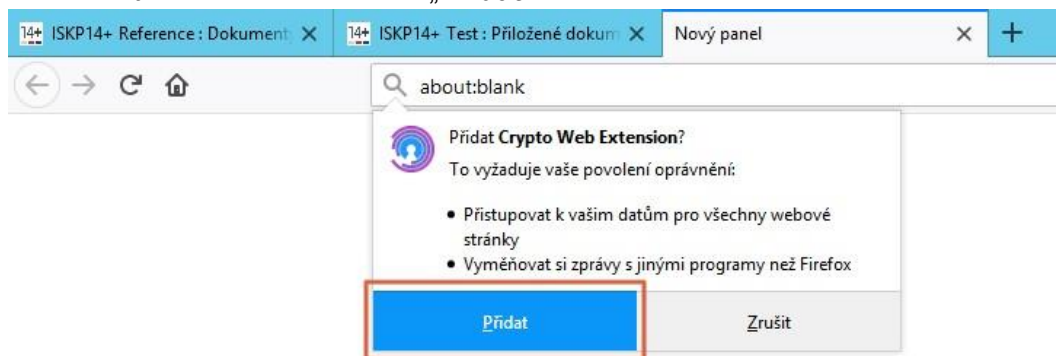 ISKP14+ Reference : Dokument
ISKP14+ Test : Přiložené dokum
Nový panel
about:blank
Přidat Crypto Web Extension?
To vyžaduje vaše povolení oprávnění:
• Přistupovat k vašim datům pro všechny webové
stránky
• Vyměňovat si zprávy s jinými programy než Firefox
Přidat
Zrušit